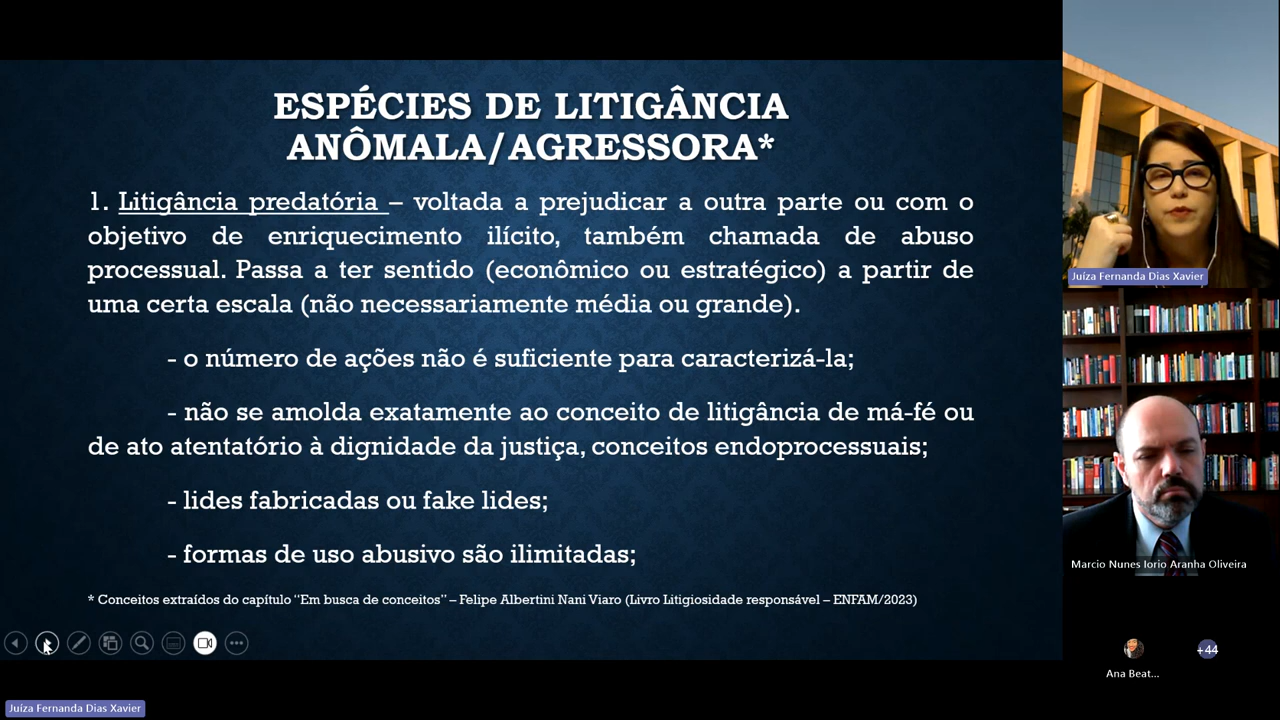 ESPÉCIES DE LITIGÂNCIA
ANÔMALA/AGRESSORA*
1. Litigância predatória – voltada a prejudicar a outra parte ou com o
objetivo de enriquecimento ilícito, também chamada de abuso
processual. Passa a ter sentido (econômico ou estratégico) a partir de
uma certa escala (não necessariamente média ou grande).
- o número de ações não é suficiente para caracterizá-la;
- não se amolda exatamente ao conceito de litigância de má-fé ou
de ato atentatório à dignidade da justiça, conceitos endoprocessuais;
- lides fabricadas ou fake lides;
- formas de uso abusivo são ilimitadas;
* Conceitos extraídos do capítulo “Em busca de conceitos” – Felipe Albertini Nani Viaro (Livro Litigiosidade responsável – ENFAM/2023)
Juíza Fernanda Dias Xavier
Marcio Nunes Iorio Aranha Oliveira
Ana Beat...
+44
Juíza Fernanda Dias Xavier